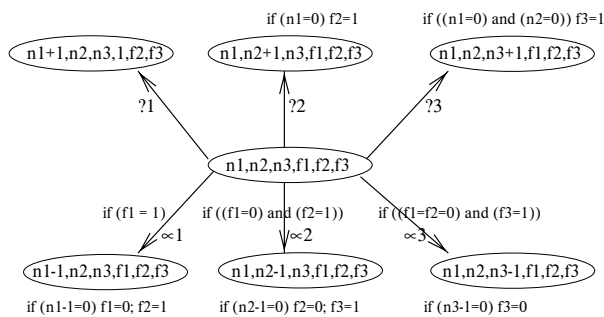 if (n1=0) f2=1
if ((n1=0) and (n2=0)) f3=1
n1+1,n2,n3,1,f2,f3
n1,n2+1,n3,f1,f2,f3
n1,n2,n3+1,f1,f2,f3
?1
?2
?3
n1,n2,n3,f1,f2,f3
if (f1 = 1)
if ((f1=0) and (f2=1))
if ((f1=f2=0) and (f3=1))
∝1
∝2
∝3
n1-1,n2,n3,f1,f2,f3
n1,n2-1,n3,f1,f2,f3
n1,n2,n3-1,f1,f2,f3
if (n1-1=0) f1=0; f2=1
if (n2-1=0) f2=0; f3=1
if (n3-1=0) f3=0